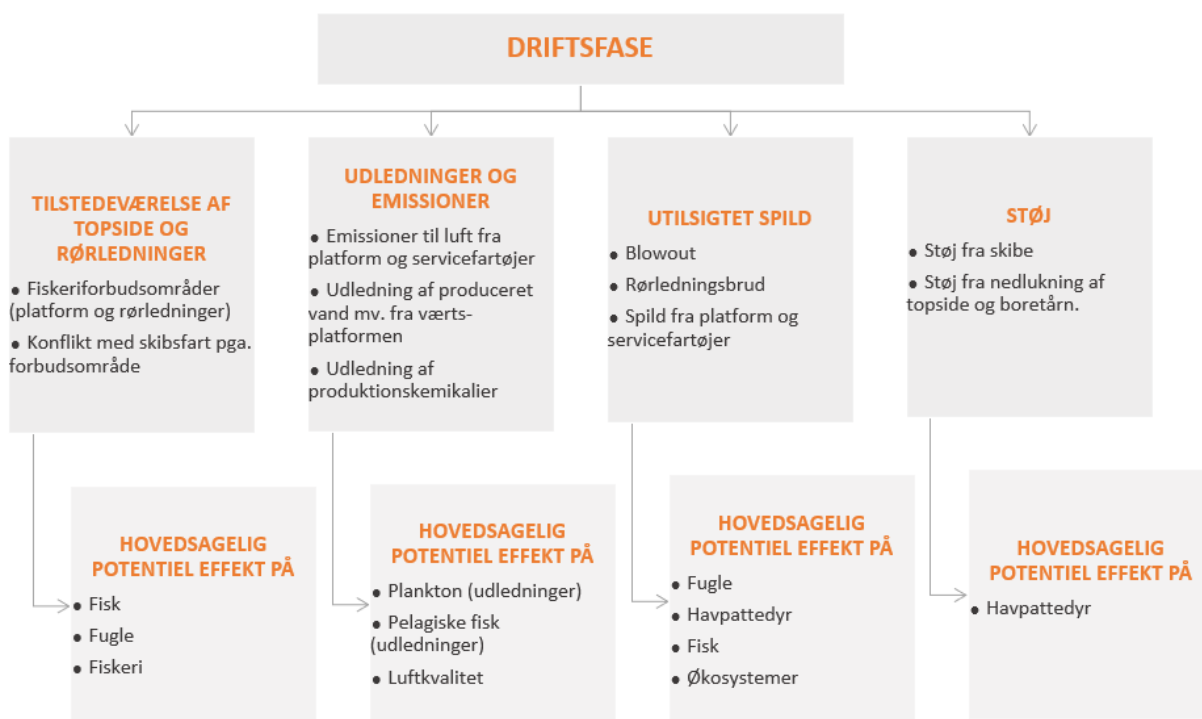 DRIFTSFASE
TILSTEDEVÆRELSE AF
TOPSIDE OG
RØRLEDNINGER
● Fiskeriforbudsområder
(platform og rørledninger)
● Konflikt med skibsfart pga.
forbudsområde
UDLEDNINGER OG
EMISSIONER
● Emissioner til luft fra
platform og servicefartøjer
● Udledning af produceret
vand mv. fra værts-
platformen
● Udledning af
produktionskemikalier
UTILSIGTET SPILD
● Blowout
● Rørledningsbrud
● Spild fra platform og
servicefartøjer
STØJ
● Støj fra skibe
● Støj fra nedlukning af
topside og boretårn.
HOVEDSAGELIG
POTENTIEL EFFEKT PÅ
● Fisk
● Fugle
● Fiskeri
HOVEDSAGELIG
POTENTIEL EFFEKT PÅ
● Plankton (udledninger)
● Pelagiske fisk
(udledninger)
● Luftkvalitet
HOVEDSAGELIG
POTENTIEL EFFEKT PÅ
● Fugle
● Havpattedyr
● Fisk
● Økosystemer
HOVEDSAGELIG
POTENTIEL EFFEKT PÅ
● Havpattedyr